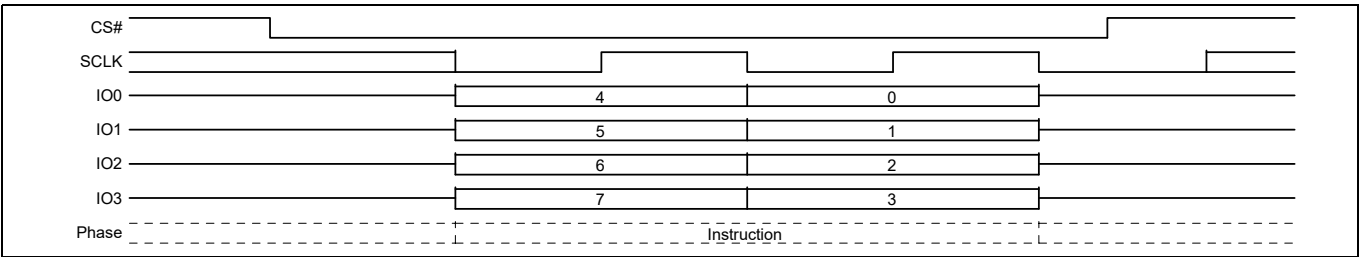 CS#
SCLK
IO0 4 0
IO1 5 1
IO2 6 2
IO3 7 3
Phase Instruction